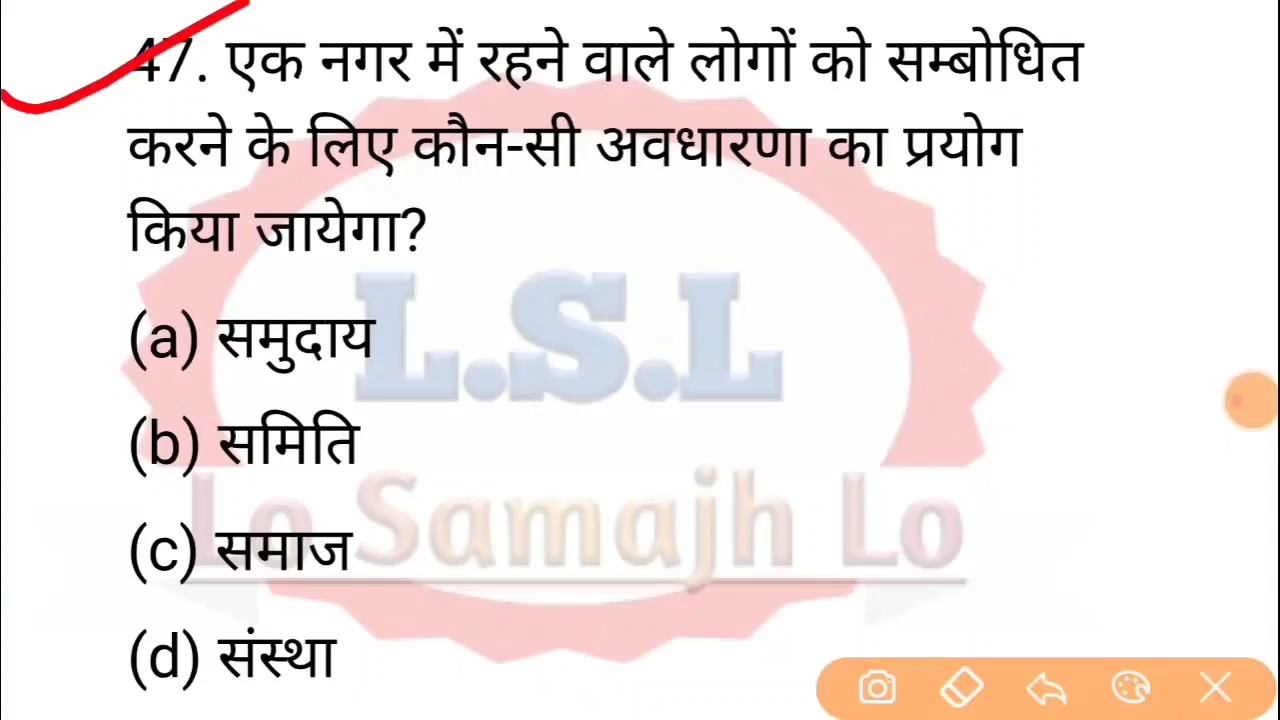 47. एक नगर में रहने वाले लोगों को सम्बोधित
करने के लिए कौन-सी अवधारणा का प्रयोग
किया जायेगा?
(a) समुदाय
(b) समिति
(c) समाज
(d) संस्था
L.S.L
Lo Samajh Lo